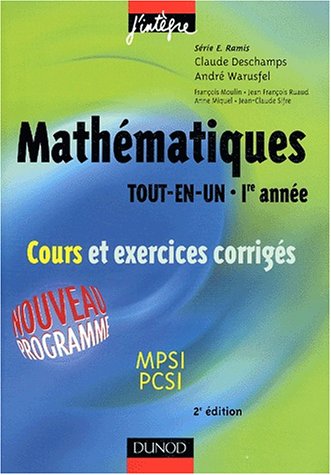 J'intègre
Série E. Ramis
Claude Deschamps
André Warusfel
François Moulin • Jean François Ruaud
Anne Miquel • Jean-Claude Sifre
Mathématiques
TOUT-EN-UN • Iʳᵉ année
Cours et exercices corrigés
NOUVEAU
PROGRAMME
MPSI
PCSI
2ᵉ édition
DUNOD